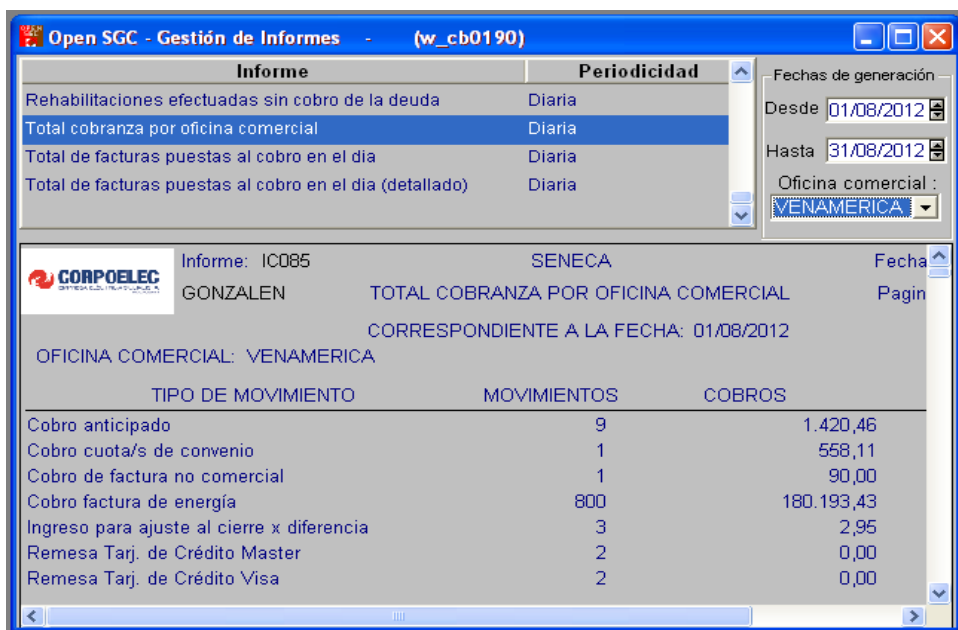 Open SGC - Gestión de Informes - (w_cb0190)
Informe Periodicidad
Rehabilitaciones efectuadas sin cobro de la deuda Diaria
Total cobranza por oficina comercial Diaria
Total de facturas puestas al cobro en el dia Diaria
Total de facturas puestas al cobro en el dia (detallado) Diaria
Fechas de generación
Desde 01/08/2012
Hasta 31/08/2012
Oficina comercial :
VENAMERICA
CORPOELEC
Informe: IC085 SENECA Fecha
GONZALEN TOTAL COBRANZA POR OFICINA COMERCIAL Pagin
CORRESPONDIENTE A LA FECHA: 01/08/2012
OFICINA COMERCIAL: VENAMERICA
TIPO DE MOVIMIENTO MOVIMIENTOS COBROS
Cobro anticipado 9 1.420,46
Cobro cuota/s de convenio 1 558,11
Cobro de factura no comercial 1 90,00
Cobro factura de energía 800 180.193,43
Ingreso para ajuste al cierre x diferencia 3 2,95
Remesa Tarj. de Crédito Master 2 0,00
Remesa Tarj. de Crédito Visa 2 0,00